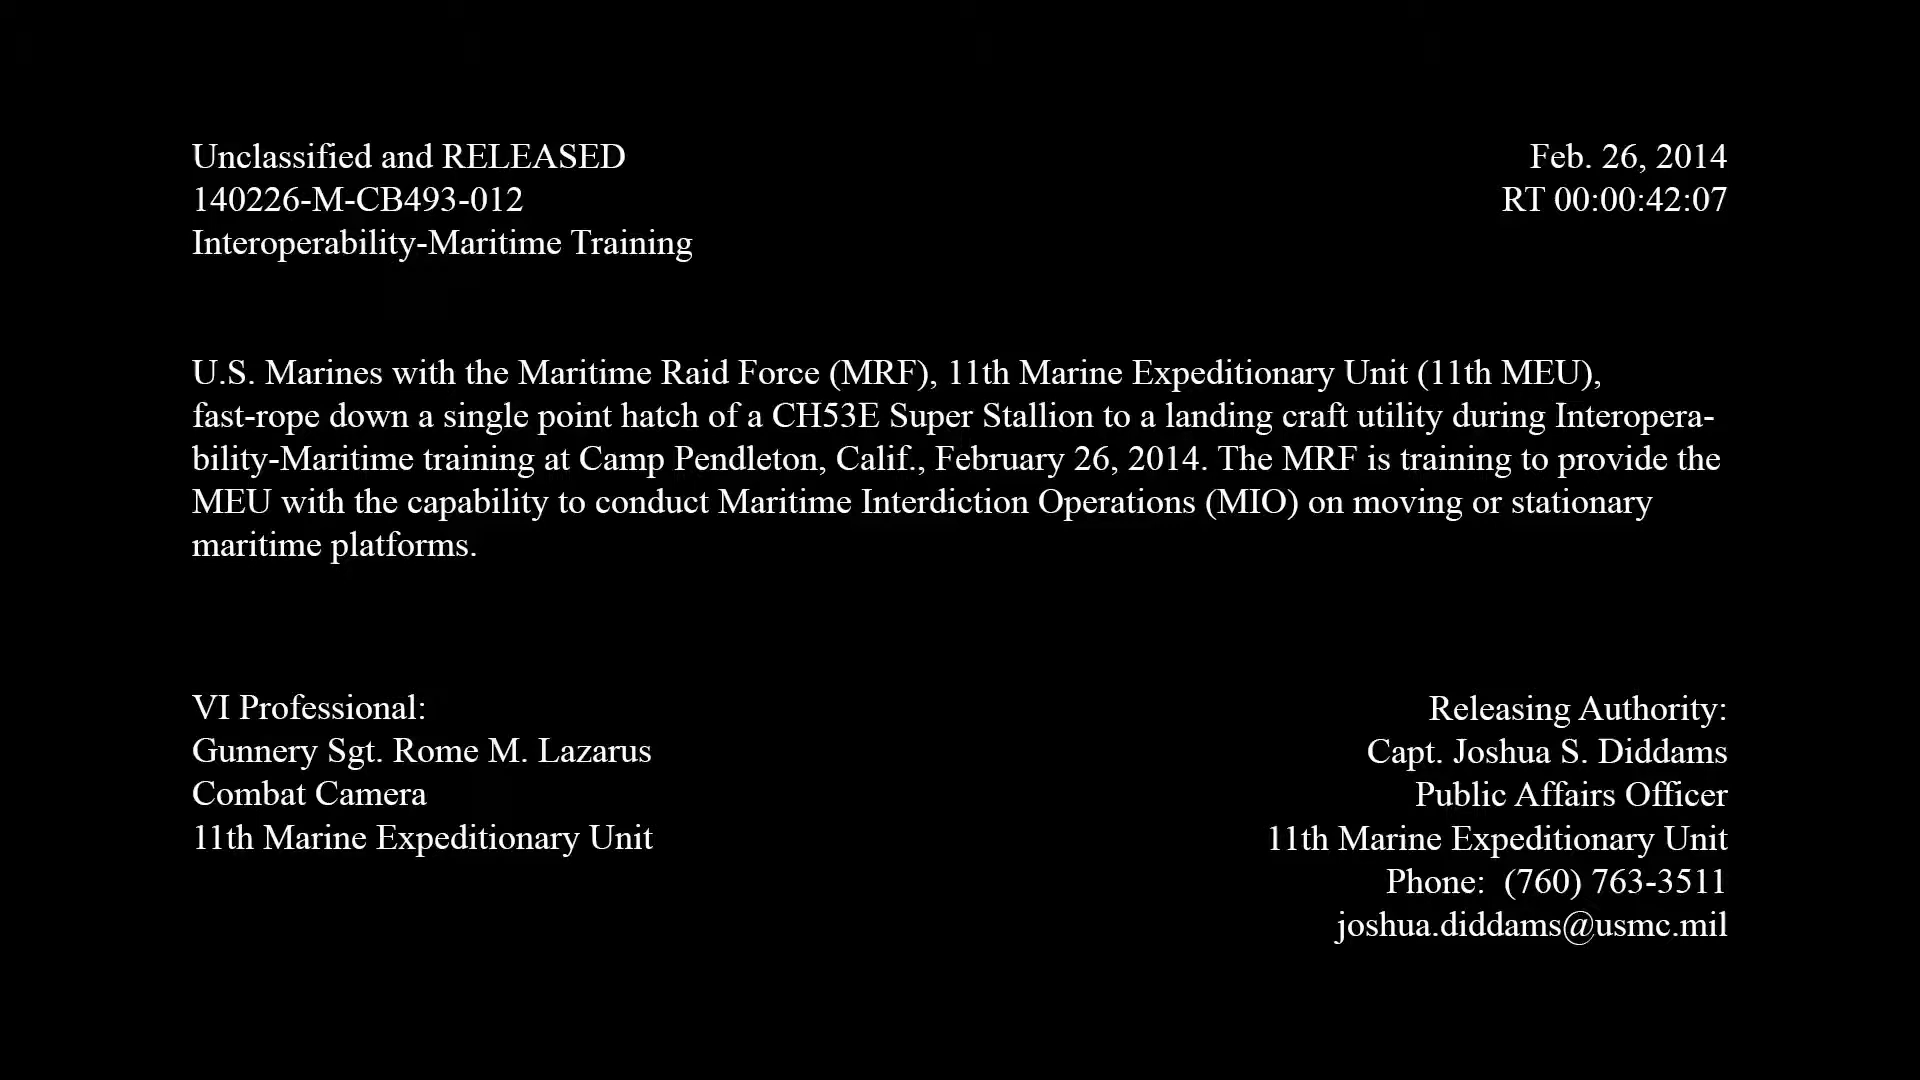 Unclassified and RELEASED
140226-M-CB493-012
Interoperability-Maritime Training
Feb. 26, 2014
RT 00:00:42:07
U.S. Marines with the Maritime Raid Force (MRF), 11th Marine Expeditionary Unit (11th MEU),
fast-rope down a single point hatch of a CH53E Super Stallion to a landing craft utility during Interopera-
bility-Maritime training at Camp Pendleton, Calif., February 26, 2014. The MRF is training to provide the
MEU with the capability to conduct Maritime Interdiction Operations (MIO) on moving or stationary
maritime platforms.
VI Professional:
Gunnery Sgt. Rome M. Lazarus
Combat Camera
11th Marine Expeditionary Unit
Releasing Authority:
Capt. Joshua S. Diddams
Public Affairs Officer
11th Marine Expeditionary Unit
Phone:  (760) 763-3511
joshua.diddams@usmc.mil